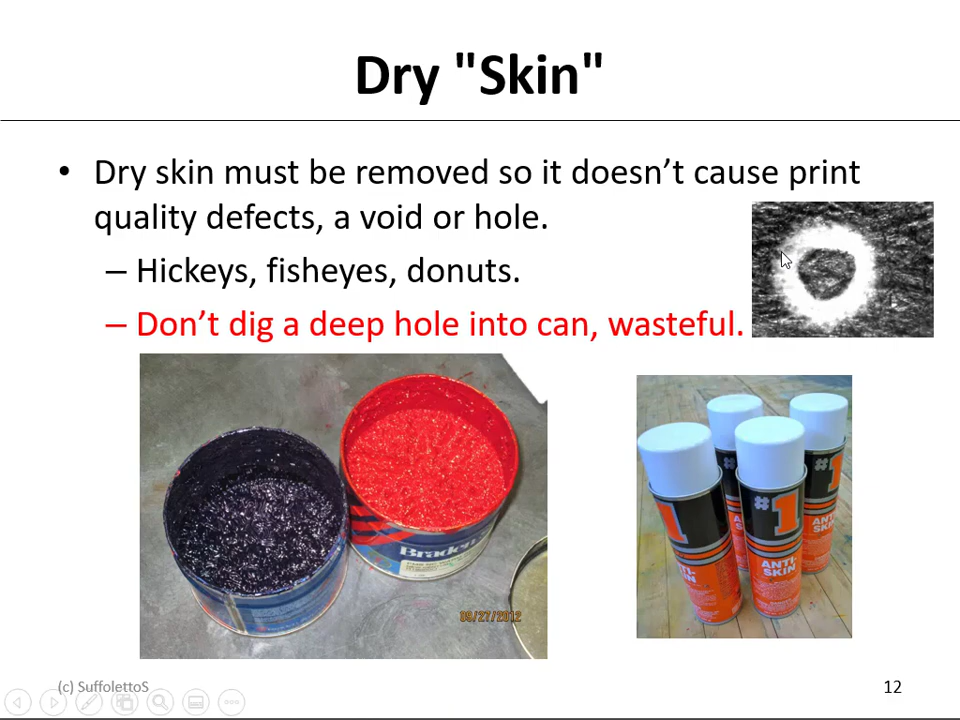 Dry "Skin"
• Dry skin must be removed so it doesn’t cause print
quality defects, a void or hole.
– Hickeys, fisheyes, donuts.
– Don’t dig a deep hole into can, wasteful.
Braden
09/27/2012
#1
ANTI-
SKIN
(c) SuffolettoS
12